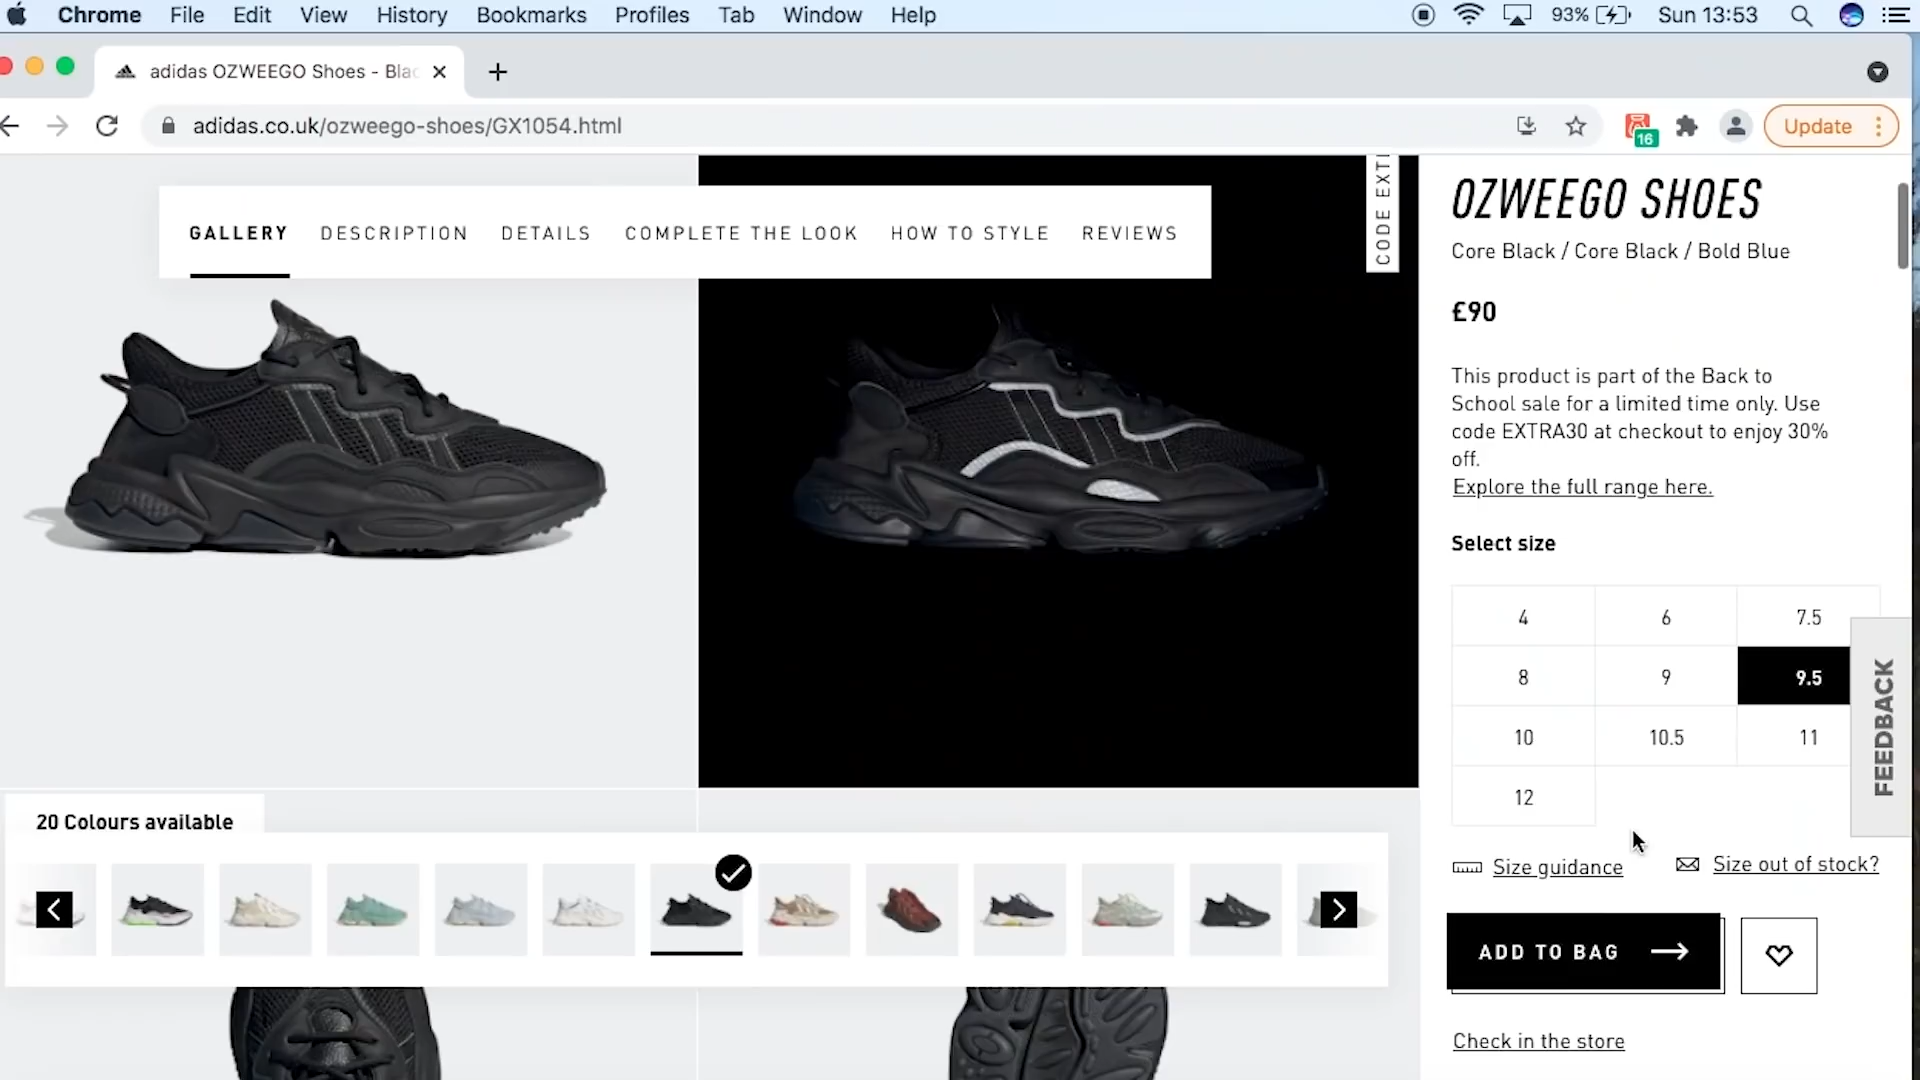 Chrome File Edit View History Bookmarks Profiles Tab Window Help 93% Sun 13:53
adidas OZWEEGO Shoes - Blac
adidas.co.uk/ozweego-shoes/GX1054.html
16
Update
GALLERY DESCRIPTION DETAILS COMPLETE THE LOOK HOW TO STYLE REVIEWS
CODE EXT
OZWEEGO SHOES
Core Black / Core Black / Bold Blue
£90
This product is part of the Back to
School sale for a limited time only. Use
code EXTRA30 at checkout to enjoy 30%
off.
Explore the full range here.
Select size
4 6 7.5
8 9 9.5
10 10.5 11
12
FEEDBACK
Size guidance Size out of stock?
ADD TO BAG
Check in the store
20 Colours available